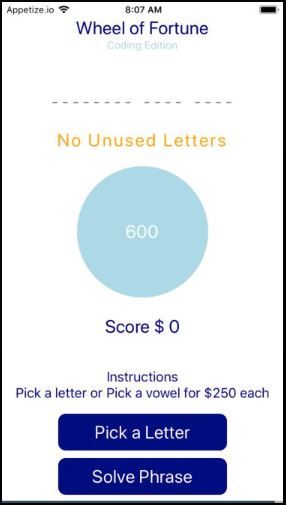 Appetize.io 8:07 AM
Wheel of Fortune
Coding Edition
-------- ---- ----
No Unused Letters
600
Score $ 0
Instructions
Pick a letter or Pick a vowel for $250 each
Pick a Letter
Solve Phrase